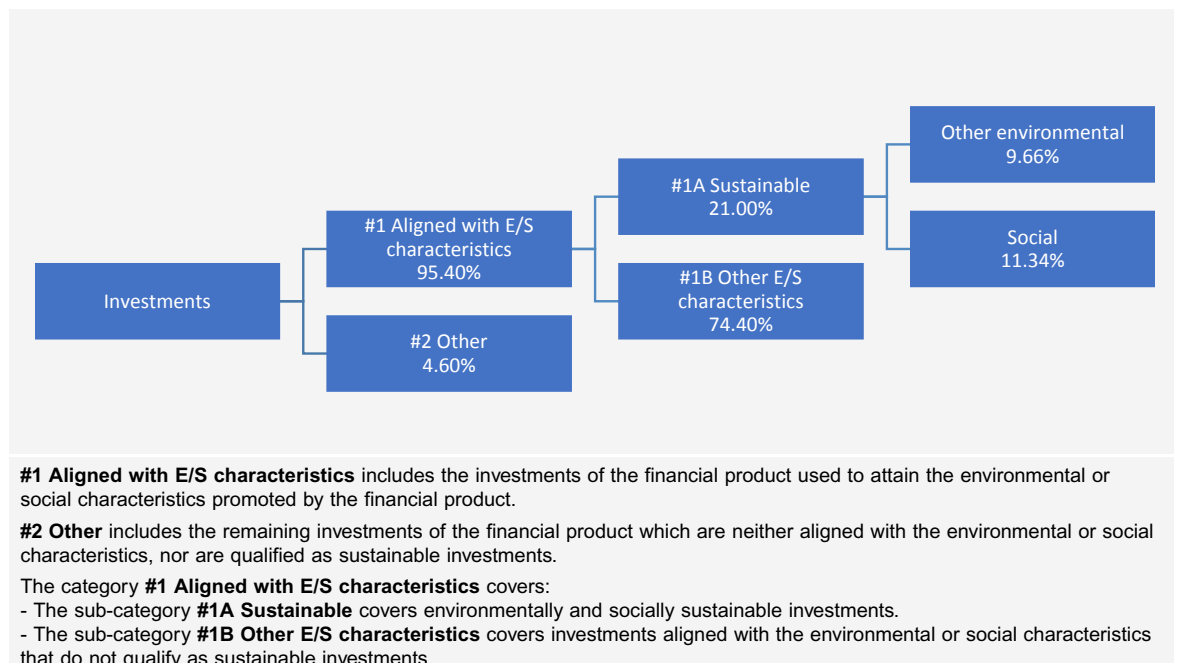 Investments
#1 Aligned with E/S
characteristics
95.40%
#2 Other
4.60%
#1A Sustainable
21.00%
#1B Other E/S
characteristics
74.40%
Other environmental
9.66%
Social
11.34%
#1 Aligned with E/S characteristics includes the investments of the financial product used to attain the environmental or
social characteristics promoted by the financial product.
#2 Other includes the remaining investments of the financial product which are neither aligned with the environmental or social
characteristics, nor are qualified as sustainable investments.
The category #1 Aligned with E/S characteristics covers:
- The sub-category #1A Sustainable covers environmentally and socially sustainable investments.
- The sub-category #1B Other E/S characteristics covers investments aligned with the environmental or social characteristics
that do not qualify as sustainable investments